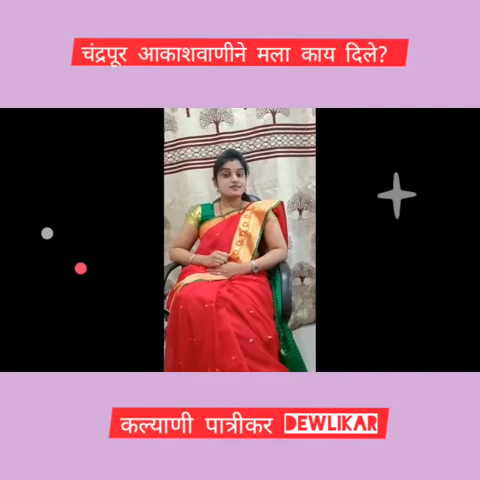 चंद्रपूर आकाशवाणीने मला काय दिले?
कल्याणी पात्रीकर DEWLIKAR